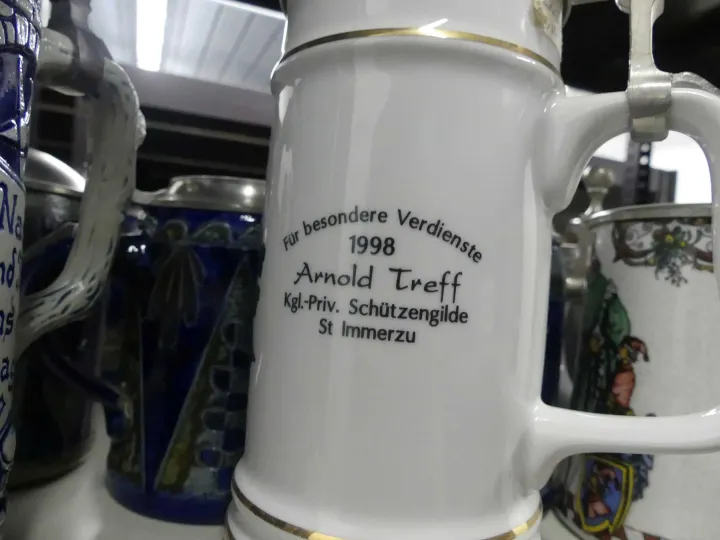 Für besondere Verdienste
1998
Arnold Treff
Kgl.-Priv. Schützengilde
St Immerzu